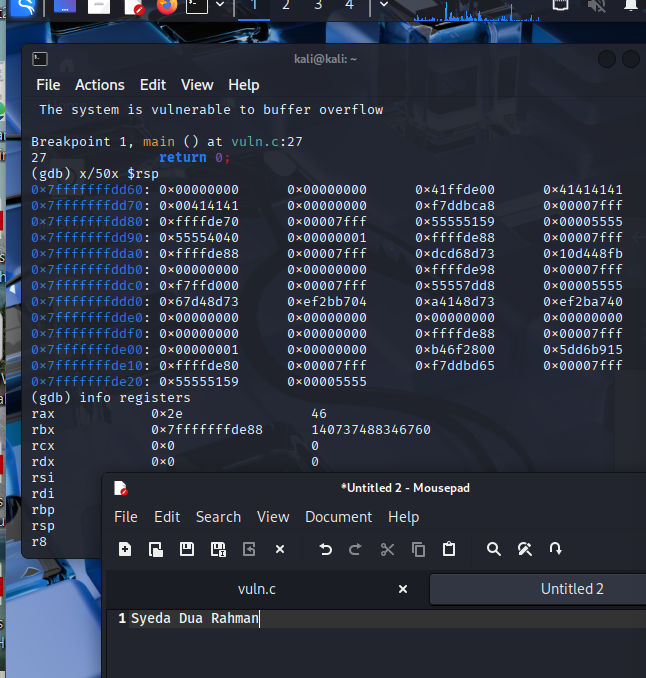 1 2 3 4
kali@kali: ~
File Actions Edit View Help
The system is vulnerable to buffer overflow
Breakpoint 1, main () at vuln.c:27
27 return 0;
(gdb) x/50x $rsp
0x7fffffffdd60: 0x00000000 0x00000000 0x41ffde00 0x41414141
0x7fffffffdd70: 0x00414141 0x00000000 0xf7ddbca8 0x00007fff
0x7fffffffdd80: 0xffffde70 0x00007fff 0x55555159 0x00005555
0x7fffffffdd90: 0x55554040 0x00000001 0xffffde88 0x00007fff
0x7fffffffdda0: 0xffffde88 0x00007fff 0xdcd68d73 0x10d448fb
0x7fffffffddb0: 0x00000000 0x00000000 0xffffde98 0x00007fff
0x7fffffffddc0: 0xf7ffd000 0x00007fff 0x55557dd8 0x00005555
0x7fffffffddd0: 0x67d48d73 0xef2bb704 0xa4148d73 0xef2ba740
0x7fffffffdde0: 0x00000000 0x00000000 0x00000000 0x00000000
0x7fffffffddf0: 0x00000000 0x00000000 0xffffde88 0x00007fff
0x7fffffffde00: 0x00000001 0x00000000 0xb46f2800 0x5dd6b915
0x7fffffffde10: 0xffffde80 0x00007fff 0xf7ddbd65 0x00007fff
0x7fffffffde20: 0x55555159 0x00005555
(gdb) info registers
rax 0x2e 46
rbx 0x7fffffffde88 140737488346760
rcx 0x0 0
rdx 0x0 0
rsi
rdi
rbp
rsp
r8
*Untitled 2 - Mousepad
File Edit Search View Document Help
vuln.c Untitled 2
1 Syeda Dua Rahman